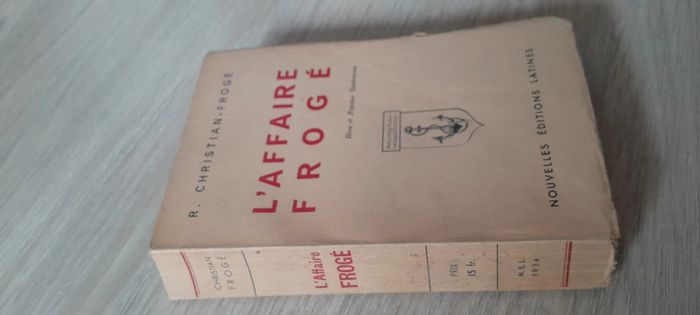 R. CHRISTIAN-FROGÉ
L'AFFAIRE
FROGÉ
NOUVELLES ÉDITIONS LATINES
CHRISTIAN
FROGÉ
L'Affaire
FROGÉ
PRIX
15 fr.
N.E.L
1934